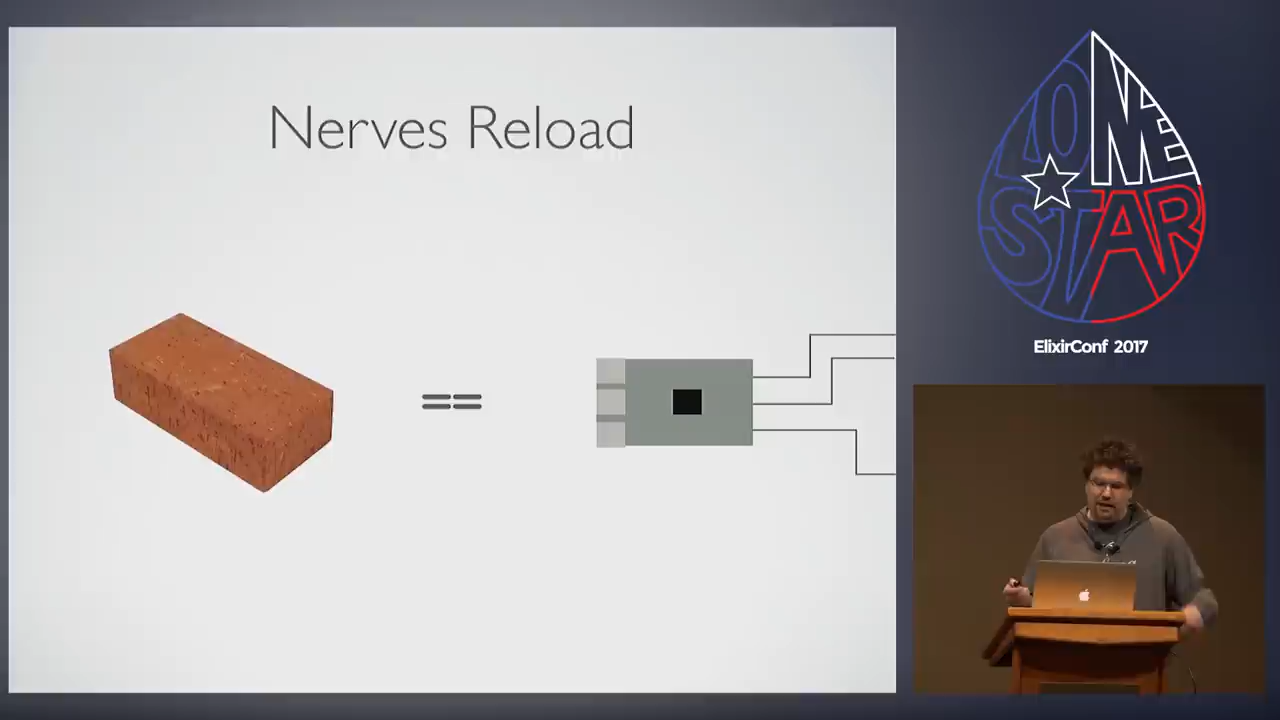 Nerves Reload
==
LONE
STAR
ElixirConf 2017